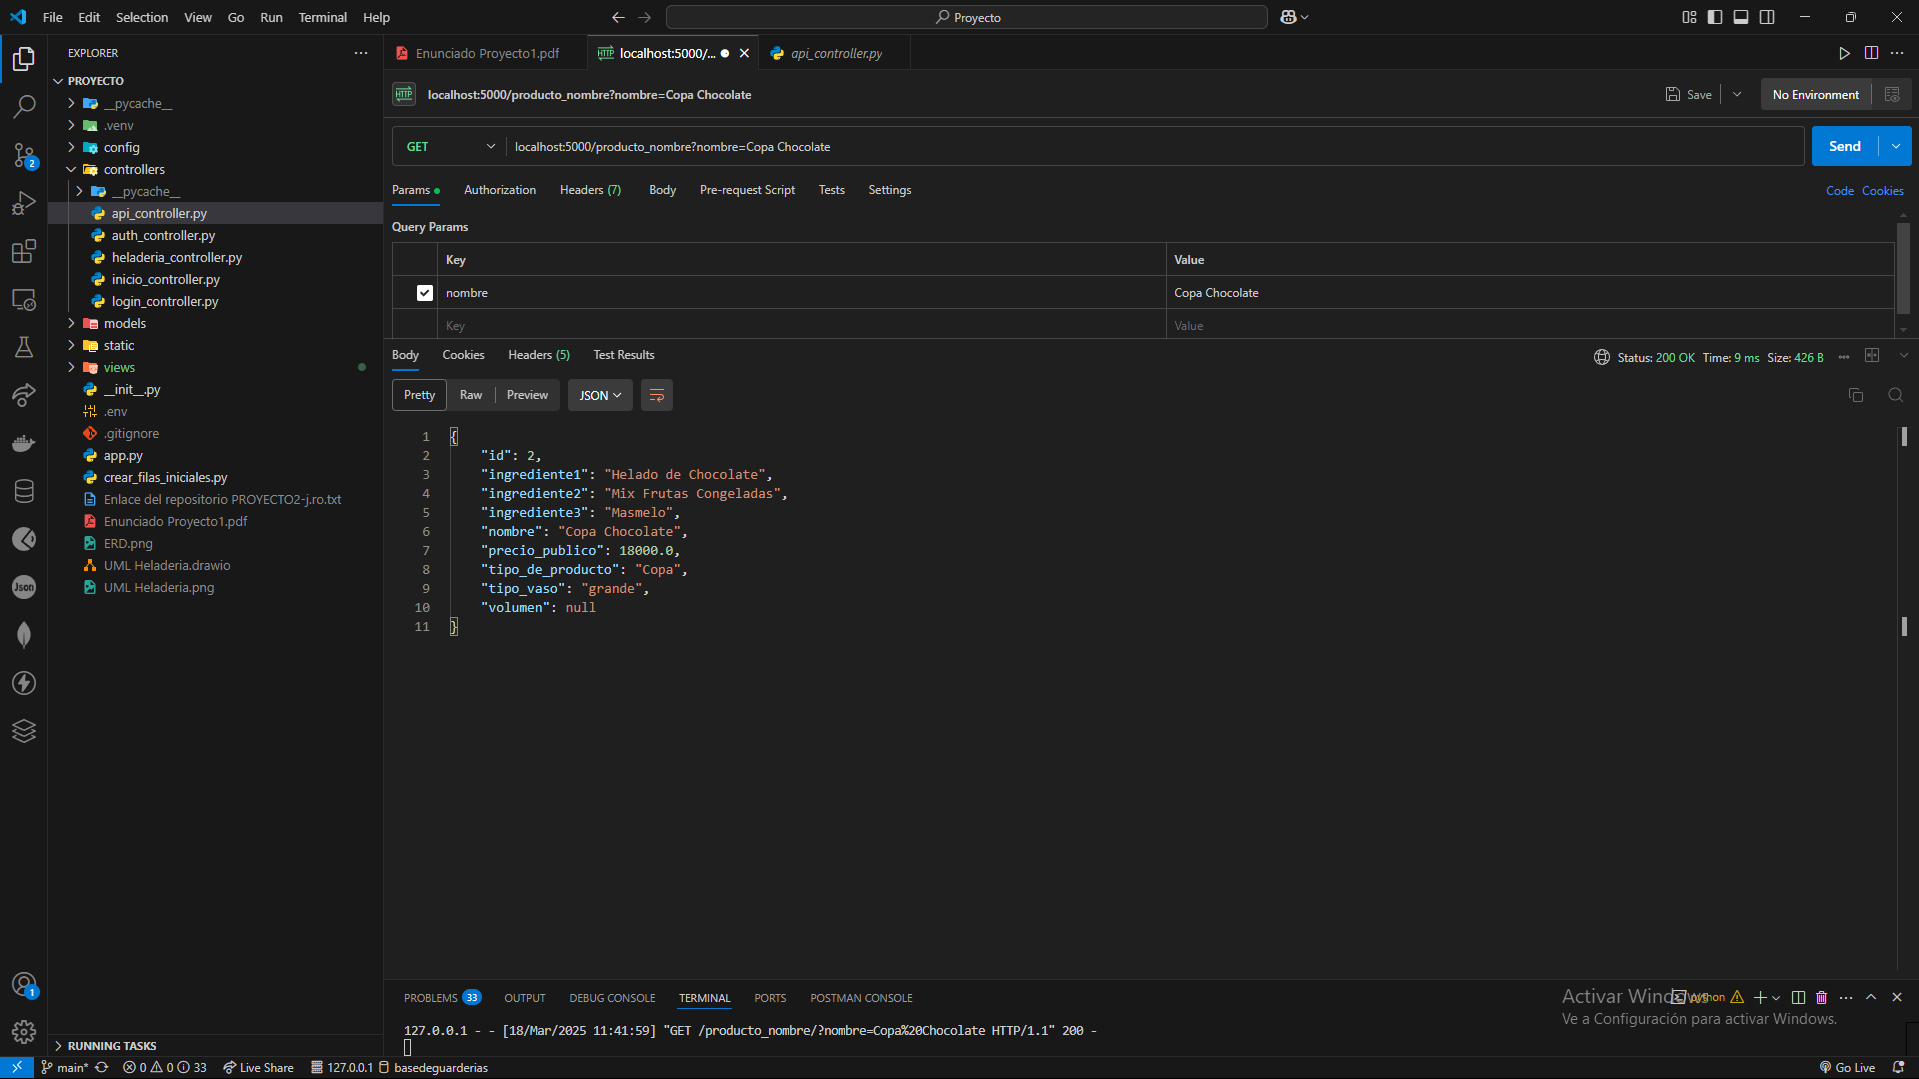 File Edit Selection View Go Run Terminal Help
Proyecto
EXPLORER
PROYECTO
__pycache__
.venv
config
controllers
__pycache__
api_controller.py
auth_controller.py
heladeria_controller.py
inicio_controller.py
login_controller.py
models
static
views
__init__.py
.env
.gitignore
app.py
crear_filas_iniciales.py
Enlace del repositorio PROYECTO2-j.ro.txt
Enunciado Proyecto1.pdf
ERD.png
UML Heladeria.drawio
UML Heladeria.png
RUNNING TASKS
2
Json
1
Enunciado Proyecto1.pdf
HTTP localhost:5000/...
api_controller.py
HTTP localhost:5000/producto_nombre?nombre=Copa Chocolate
Save
No Environment
GET localhost:5000/producto_nombre?nombre=Copa Chocolate
Send
Params Authorization Headers (7) Body Pre-request Script Tests Settings
Code Cookies
Query Params
Key Value
nombre Copa Chocolate
Key Value
Body Cookies Headers (5) Test Results
Status: 200 OK Time: 9 ms Size: 426 B
Pretty Raw Preview JSON
1 {
2 "id": 2,
3 "ingrediente1": "Helado de Chocolate",
4 "ingrediente2": "Mix Frutas Congeladas",
5 "ingrediente3": "Masmelo",
6 "nombre": "Copa Chocolate",
7 "precio_publico": 18000.0,
8 "tipo_de_producto": "Copa",
9 "tipo_vaso": "grande",
10 "volumen": null
11 }
PROBLEMS 33 OUTPUT DEBUG CONSOLE TERMINAL PORTS POSTMAN CONSOLE
python
Activar Windows
Ve a Configuración para activar Windows.
127.0.0.1 - - [18/Mar/2025 11:41:59] "GET /producto_nombre/?nombre=Copa%20Chocolate HTTP/1.1" 200 -
main* 0 0 33 Live Share 127.0.0.1 basedeguarderias
Go Live